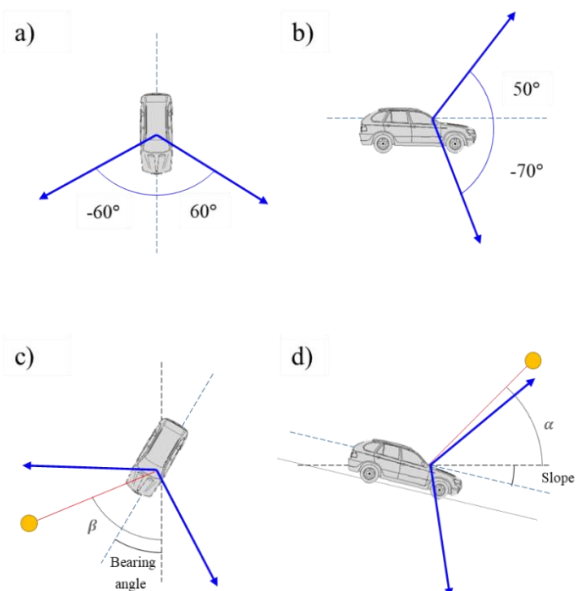 a)
-60°
60°
b)
50°
-70°
c)
β
Bearing
angle
d)
α
Slope